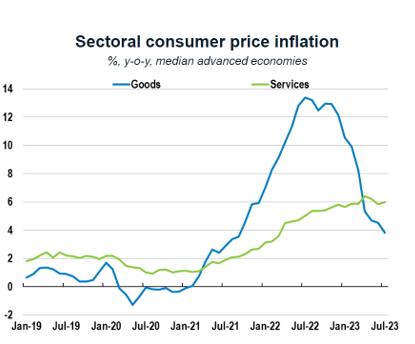 Sectoral consumer price inflation
%, y-o-y, median advanced economies
Goods Services
14
12
10
8
6
4
2
0
-2
Jan-19 Jul-19 Jan-20 Jul-20 Jan-21 Jul-21 Jan-22 Jul-22 Jan-23 Jul-23